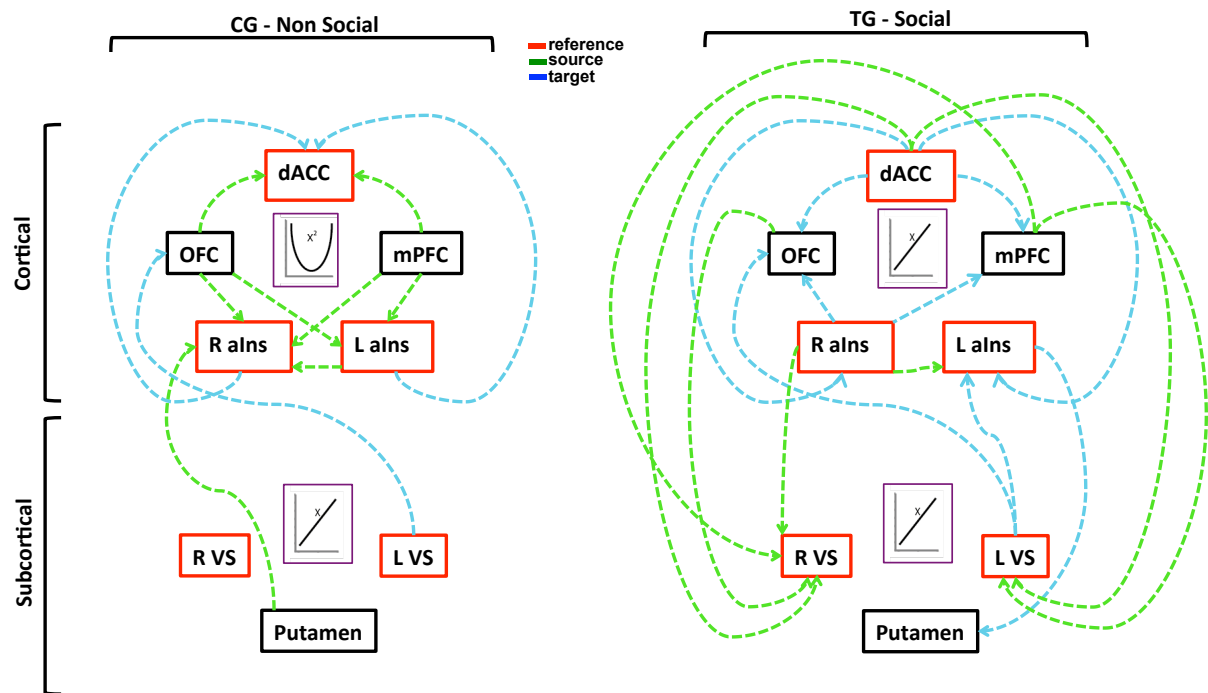 CG - Non Social
TG - Social
reference
source
target
Cortical
dACC
OFC
X²
mPFC
R aIns
L aIns
dACC
OFC
X
mPFC
R aIns
L aIns
Subcortical
X
R VS
L VS
Putamen
X
R VS
L VS
Putamen